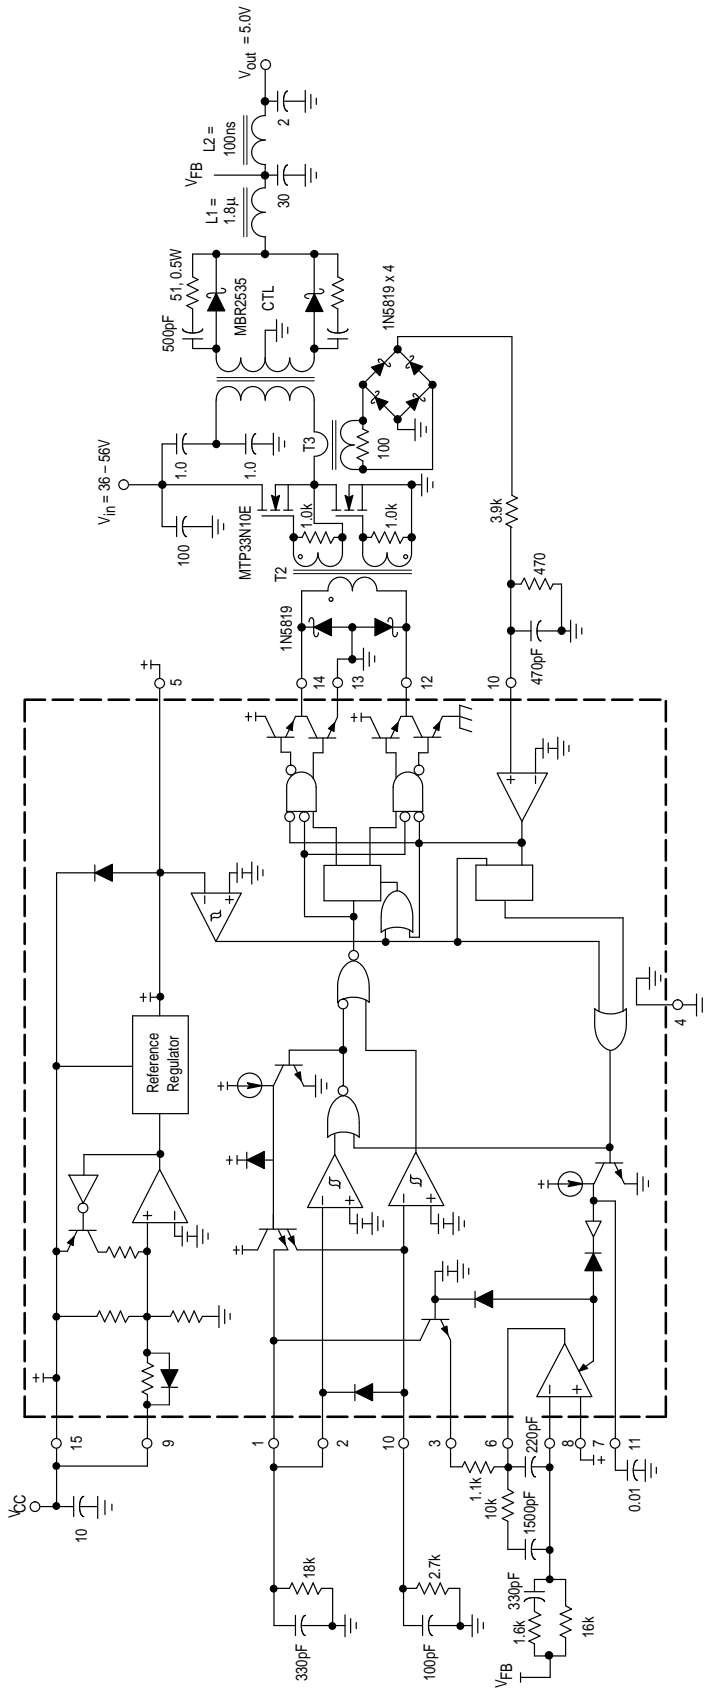 Vout = 5.0V
L2 =
100ns
2
VFB
L1 =
1.8µ
30
51, 0.5W
MBR2535
CTL
500pF
1N5819 x 4
100
T3
Vin = 36 – 56V
1.0
1.0
100
MTP33N10E
1.0k
1.0k
T2
1N5819
3.9k
470
470pF
5
14
13
12
10
+
–
+
–
4
Reference
Regulator
+
–
–
+
–
+
–
+
VCC
10
15
9
1
2
10
3
6
8
7
11
18k
330pF
2.7k
100pF
1.1k
10k
220pF
1500pF
+
0.01
330pF
1.6k
16k
VFB